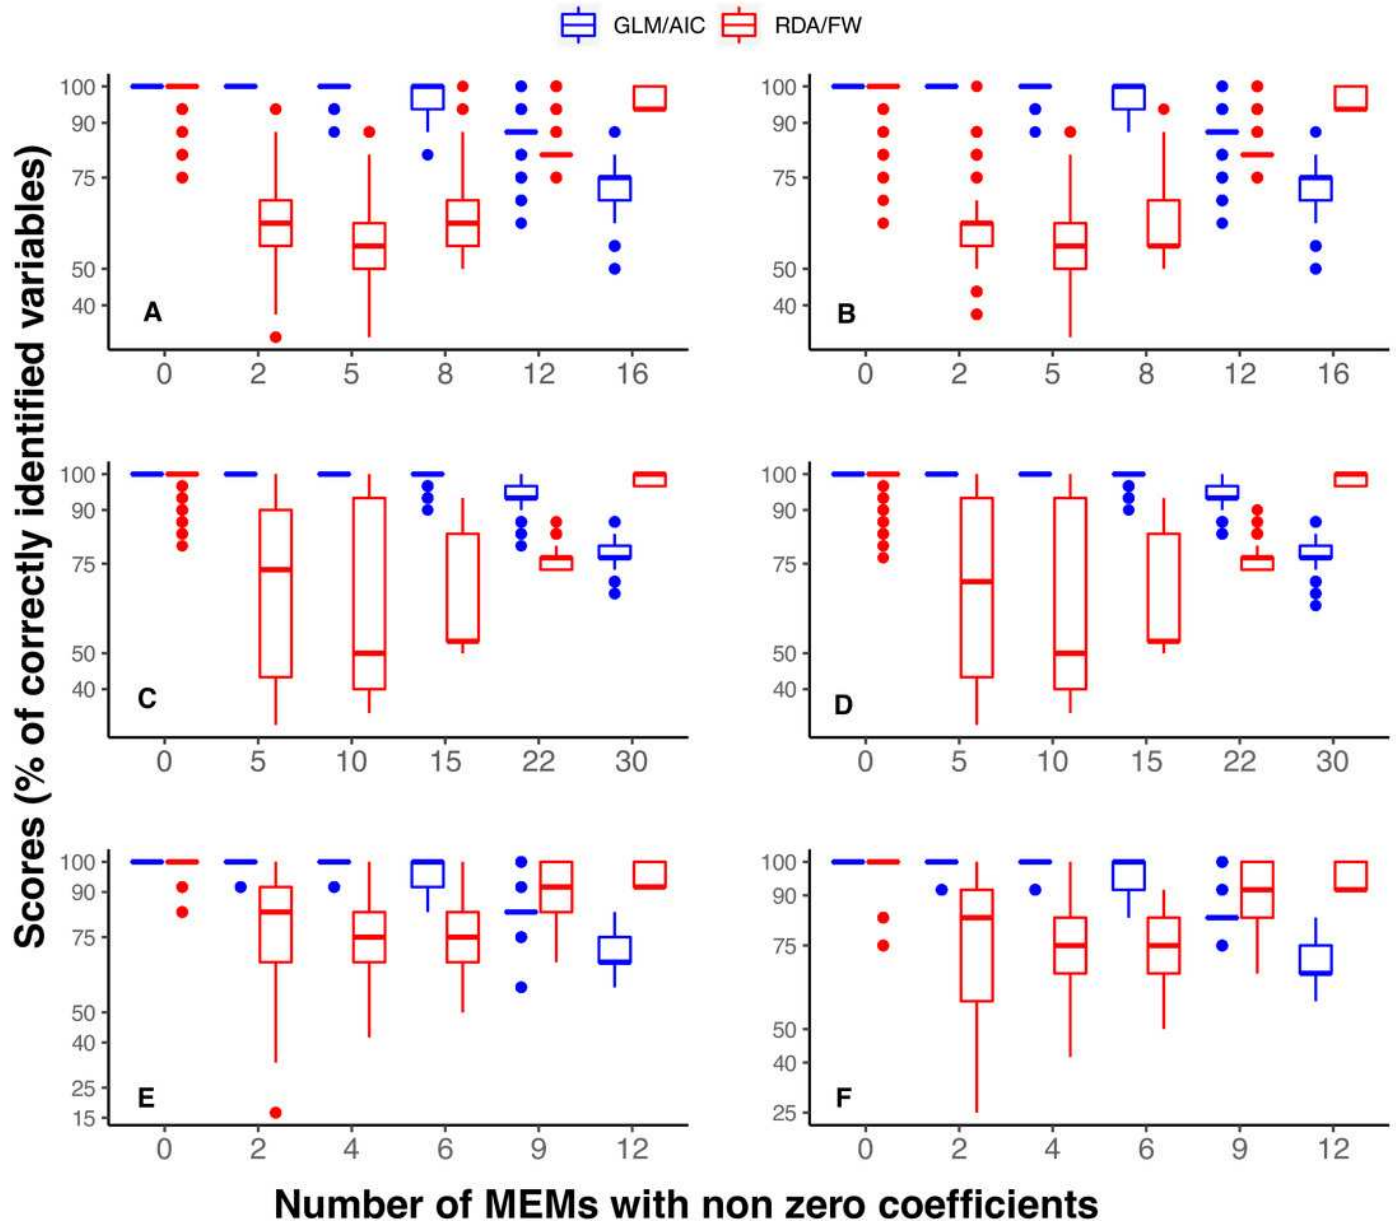 GLM/AIC RDA/FW
Scores (% of correctly identified variables)
100
90
75
50
40
A
0 2 5 8 12 16
100
90
75
50
40
B
0 2 5 8 12 16
100
90
75
50
40
C
0 5 10 15 22 30
100
90
75
50
40
D
0 5 10 15 22 30
100
90
75
50
40
25
15
E
0 2 4 6 9 12
100
90
75
50
40
25
F
0 2 4 6 9 12
Number of MEMs with non zero coefficients